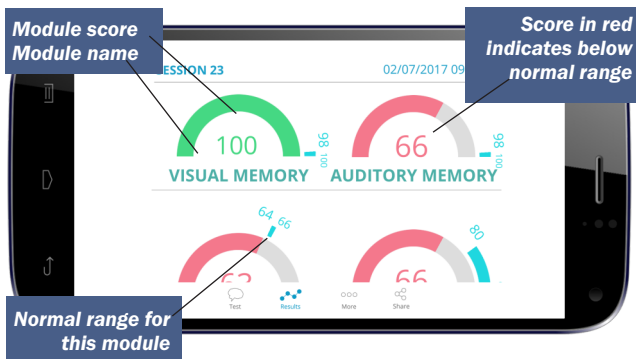 Module score
Module name
Score in red
indicates below
normal range
SESSION 23
02/07/2017 09
100
98 100
66
98 100
VISUAL MEMORY
AUDITORY MEMORY
64 66
80
63
66
Test
Results
More
Share
Normal range for
this module